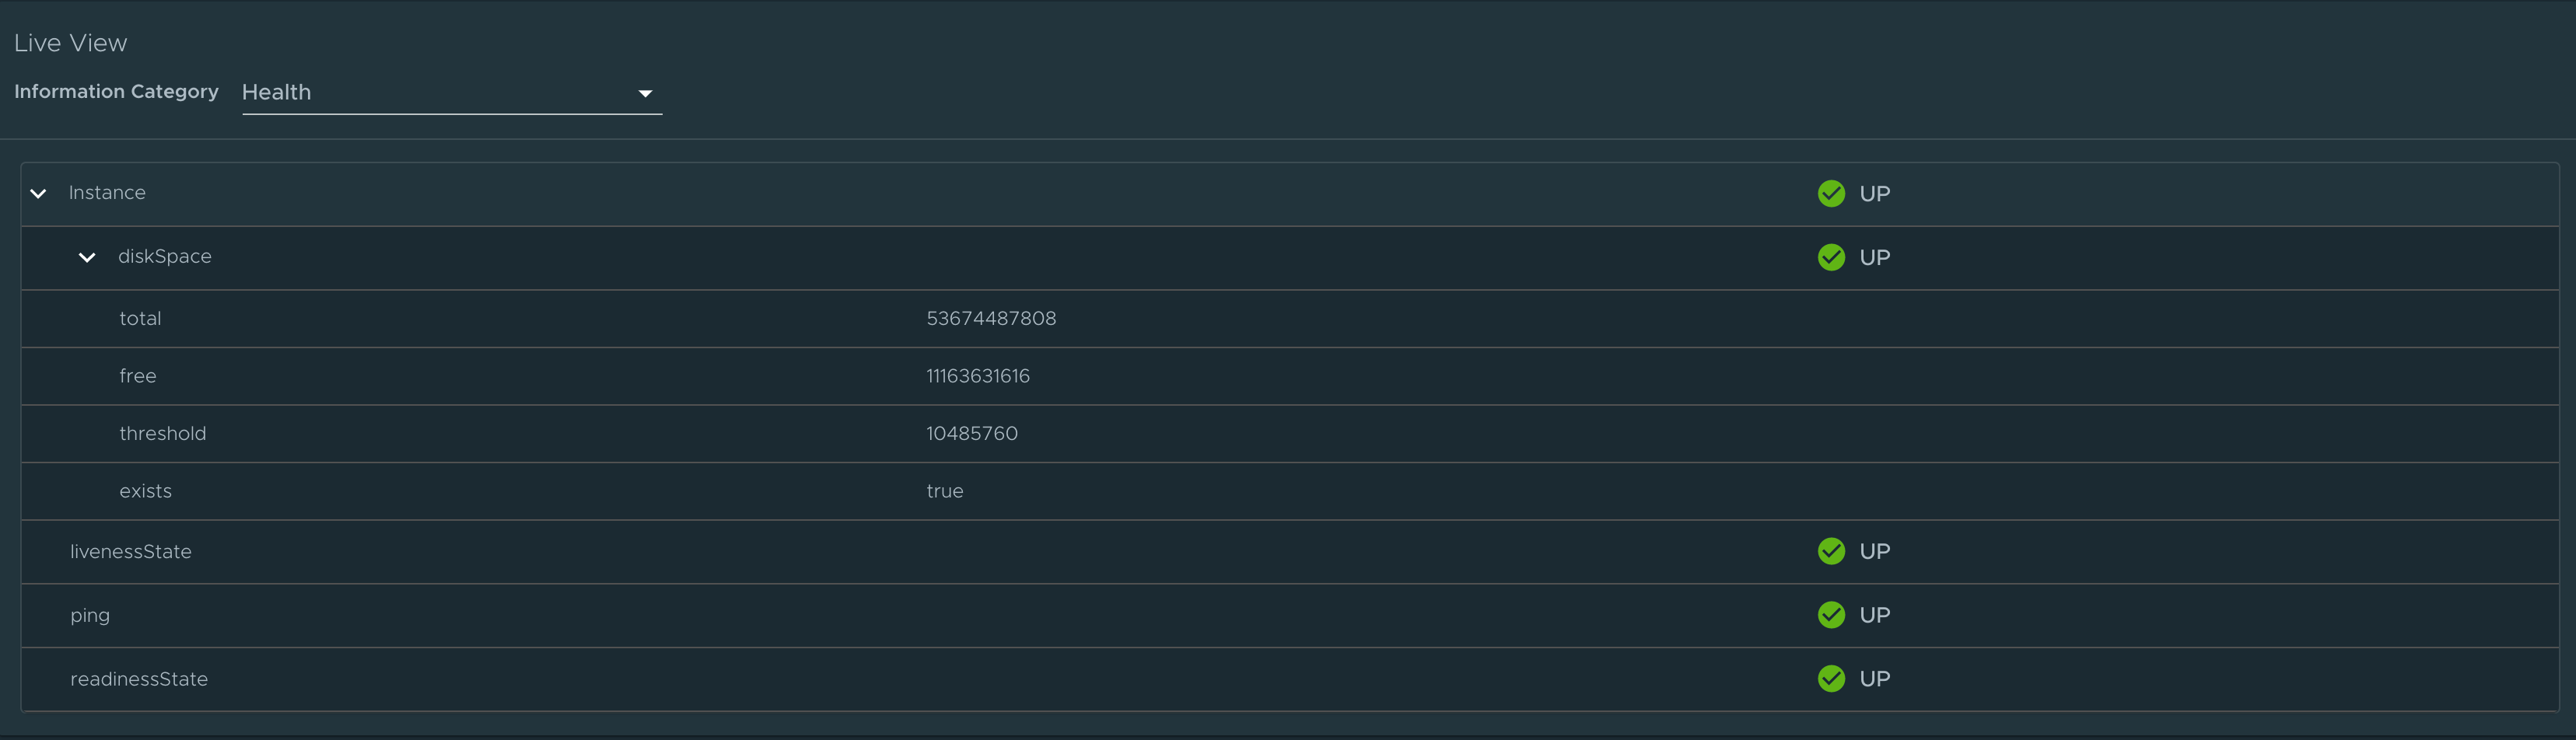 Live View
Information Category Health
Instance UP
diskSpace UP
total 53674487808
free 11163631616
threshold 10485760
exists true
livenessState UP
ping UP
readinessState UP